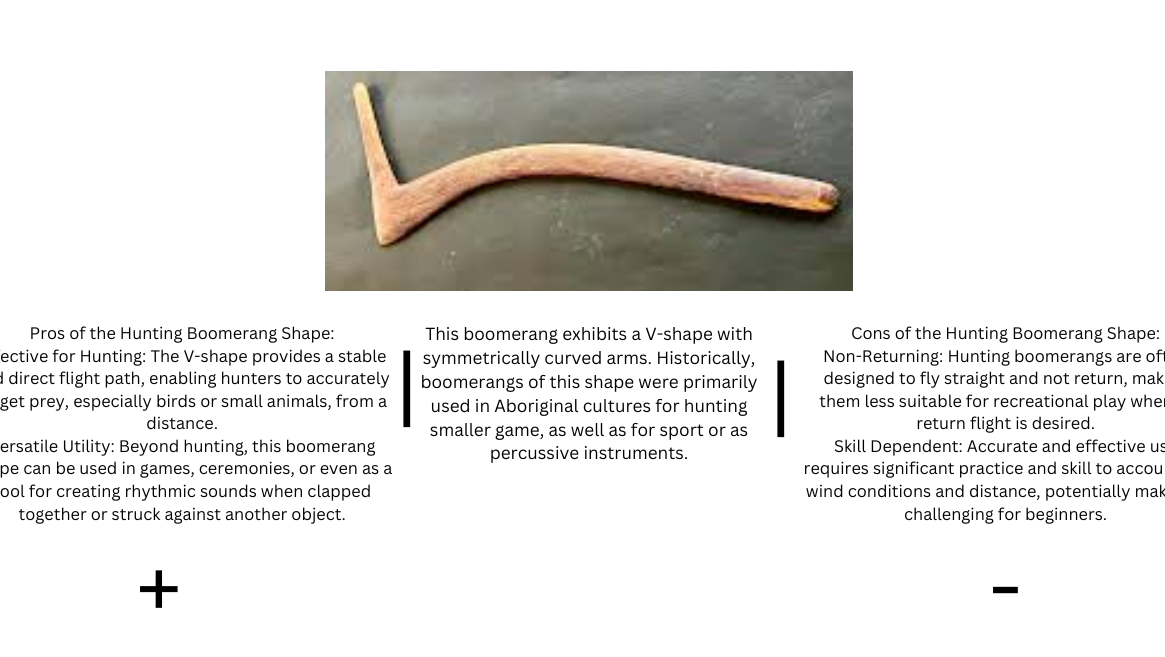 Pros of the Hunting Boomerang Shape:
ective for Hunting: The V-shape provides a stable
d direct flight path, enabling hunters to accurately
get prey, especially birds or small animals, from a
distance.
ersatile Utility: Beyond hunting, this boomerang
pe can be used in games, ceremonies, or even as a
ool for creating rhythmic sounds when clapped
together or struck against another object.
+
This boomerang exhibits a V-shape with
symmetrically curved arms. Historically,
boomerangs of this shape were primarily
used in Aboriginal cultures for hunting
smaller game, as well as for sport or as
percussive instruments.
Cons of the Hunting Boomerang Shape:
Non-Returning: Hunting boomerangs are oft
designed to fly straight and not return, mak
them less suitable for recreational play wher
return flight is desired.
Skill Dependent: Accurate and effective us
requires significant practice and skill to accou
wind conditions and distance, potentially mak
challenging for beginners.
-